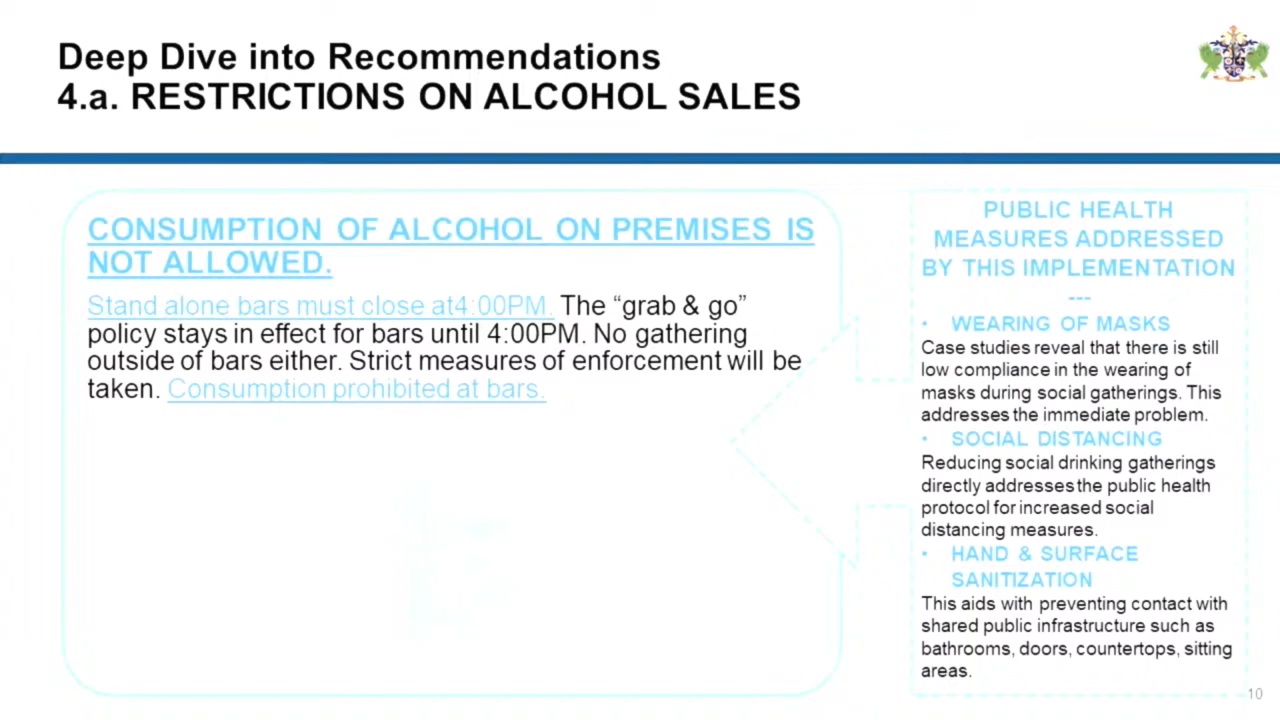 Deep Dive into Recommendations
4.a. RESTRICTIONS ON ALCOHOL SALES
CONSUMPTION OF ALCOHOL ON PREMISES IS
NOT ALLOWED.
Stand alone bars must close at4:00PM. The “grab & go”
policy stays in effect for bars until 4:00PM. No gathering
outside of bars either. Strict measures of enforcement will be
taken. Consumption prohibited at bars.
PUBLIC HEALTH
MEASURES ADDRESSED
BY THIS IMPLEMENTATION
---
• WEARING OF MASKS
Case studies reveal that there is still
low compliance in the wearing of
masks during social gatherings. This
addresses the immediate problem.
• SOCIAL DISTANCING
Reducing social drinking gatherings
directly addresses the public health
protocol for increased social
distancing measures.
• HAND & SURFACE
SANITIZATION
This aids with preventing contact with
shared public infrastructure such as
bathrooms, doors, countertops, sitting
areas.
10